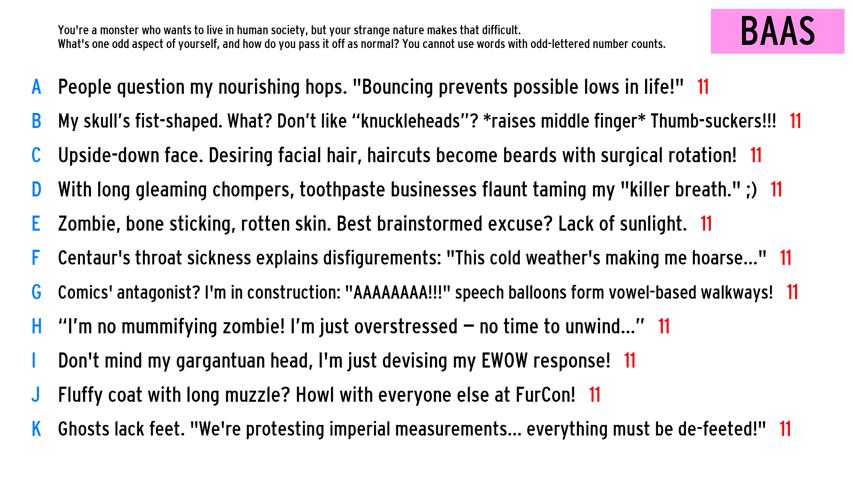 You're a monster who wants to live in human society, but your strange nature makes that difficult.
What's one odd aspect of yourself, and how do you pass it off as normal? You cannot use words with odd-lettered number counts.
BAAS
A People question my nourishing hops. "Bouncing prevents possible lows in life!" 11
B My skull’s fist-shaped. What? Don’t like “knuckleheads”? *raises middle finger* Thumb-suckers!!! 11
C Upside-down face. Desiring facial hair, haircuts become beards with surgical rotation! 11
D With long gleaming chompers, toothpaste businesses flaunt taming my "killer breath." ;) 11
E Zombie, bone sticking, rotten skin. Best brainstormed excuse? Lack of sunlight. 11
F Centaur's throat sickness explains disfigurements: "This cold weather's making me hoarse..." 11
G Comics' antagonist? I'm in construction: "AAAAAAAA!!!" speech balloons form vowel-based walkways! 11
H “I’m no mummifying zombie! I’m just overstressed – no time to unwind...” 11
I Don't mind my gargantuan head, I'm just devising my EWOW response! 11
J Fluffy coat with long muzzle? Howl with everyone else at FurCon! 11
K Ghosts lack feet. "We're protesting imperial measurements... everything must be de-feeted!" 11